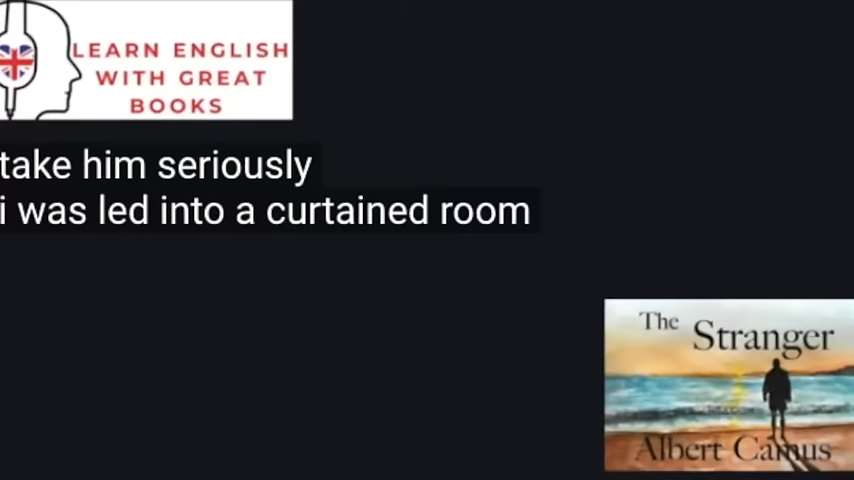 LEARN ENGLISH
WITH GREAT
BOOKS
take him seriously
i was led into a curtained room
The Stranger
Albert Camus